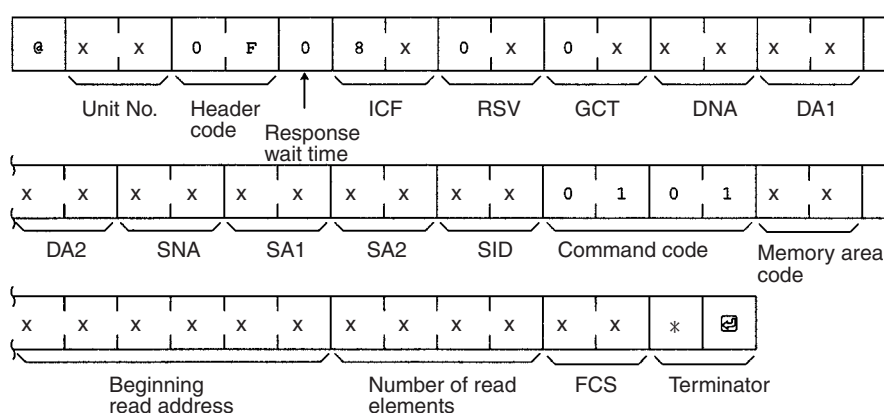 @ x x 0 F 0 8 x 0 x 0 x x x x x
Unit No. Header code Response wait time ICF RSV GCT DNA DA1
x x x x x x x x x x 0 1 0 1 x x
DA2 SNA SA1 SA2 SID Command code Memory area code
x x x x x x x x x x x x * ↵
Beginning read address Number of read elements FCS Terminator